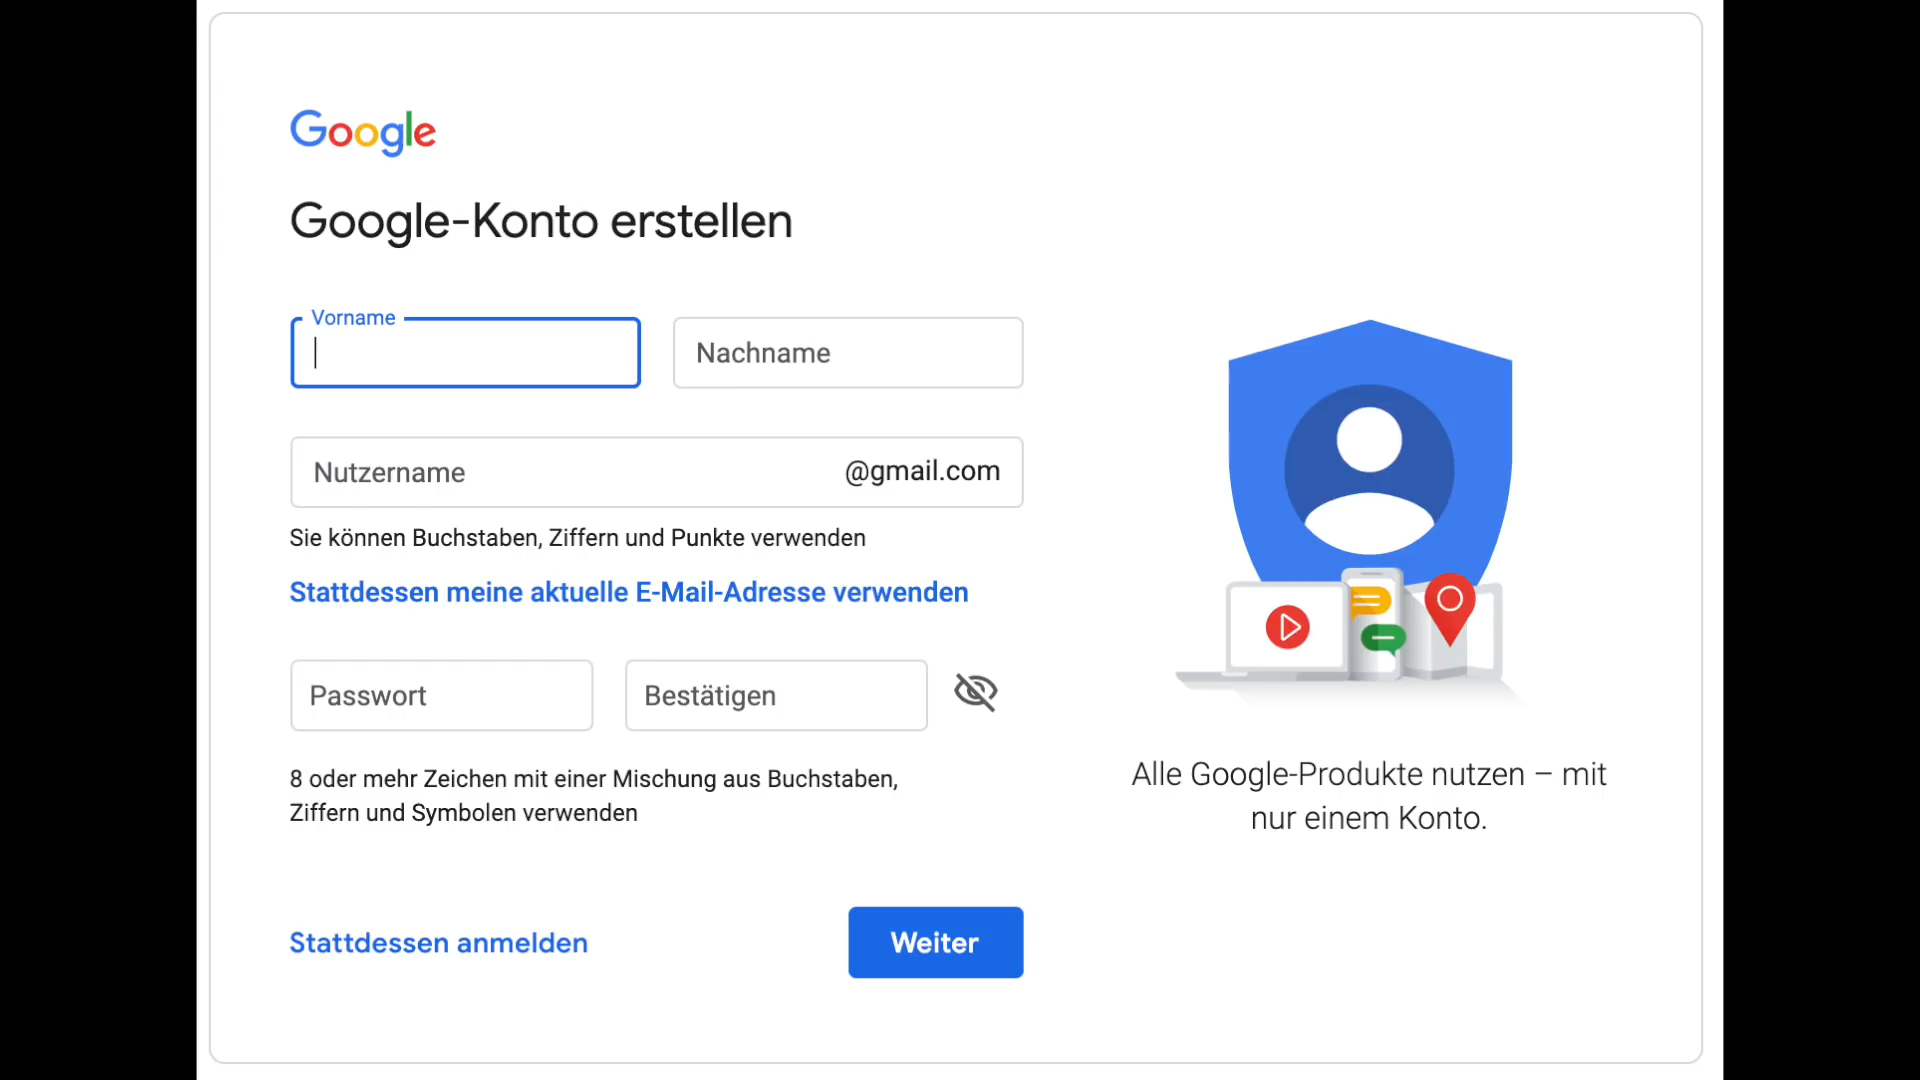 Google
Google-Konto erstellen
Vorname
Nachname
Nutzername @gmail.com
Sie können Buchstaben, Ziffern und Punkte verwenden
Stattdessen meine aktuelle E-Mail-Adresse verwenden
Passwort
Bestätigen
8 oder mehr Zeichen mit einer Mischung aus Buchstaben,
Ziffern und Symbolen verwenden
Stattdessen anmelden
Weiter
Alle Google-Produkte nutzen – mit
nur einem Konto.